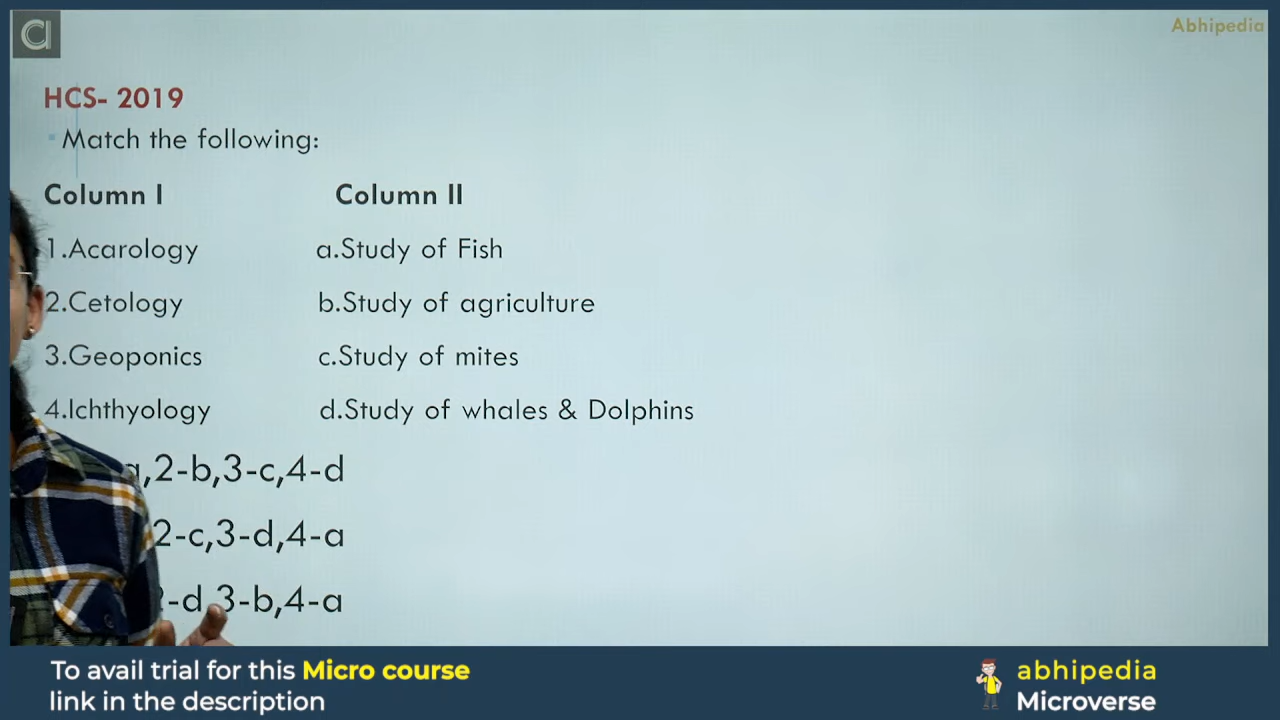 Abhipedia
HCS- 2019
Match the following:
Column I Column II
1.Acarology a.Study of Fish
2.Cetology b.Study of agriculture
3.Geoponics c.Study of mites
4.Ichthyology d.Study of whales & Dolphins
,2-b,3-c,4-d
2-c,3-d,4-a
-d,3-b,4-a
To avail trial for this Micro course
link in the description
abhipedia
Microverse